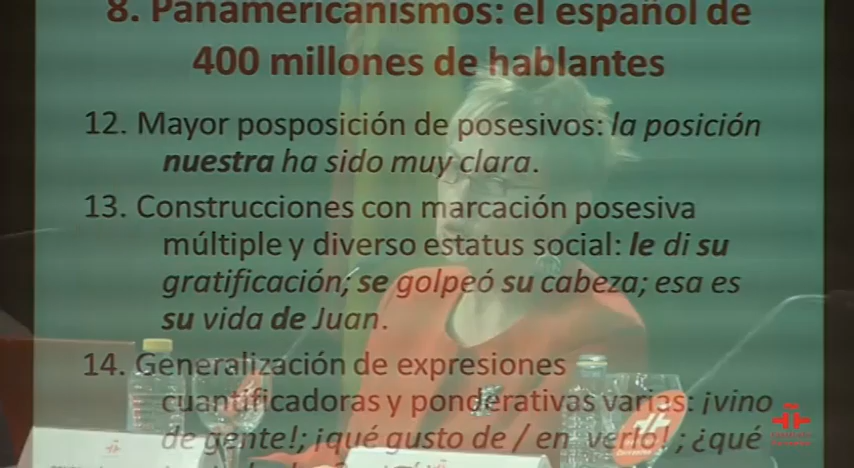 8. Panamericanismos: el español de
400 millones de hablantes
12. Mayor posposición de posesivos: la posición
nuestra ha sido muy clara.
13. Construcciones con marcación posesiva
múltiple y diverso estatus social: le di su
gratificación; se golpeó su cabeza; esa es
su vida de Juan.
14. Generalización de expresiones
cuantificadoras y ponderativas varias: ¡vino
de gente!; ¡qué gusto de / en verlo! ; ¿qué